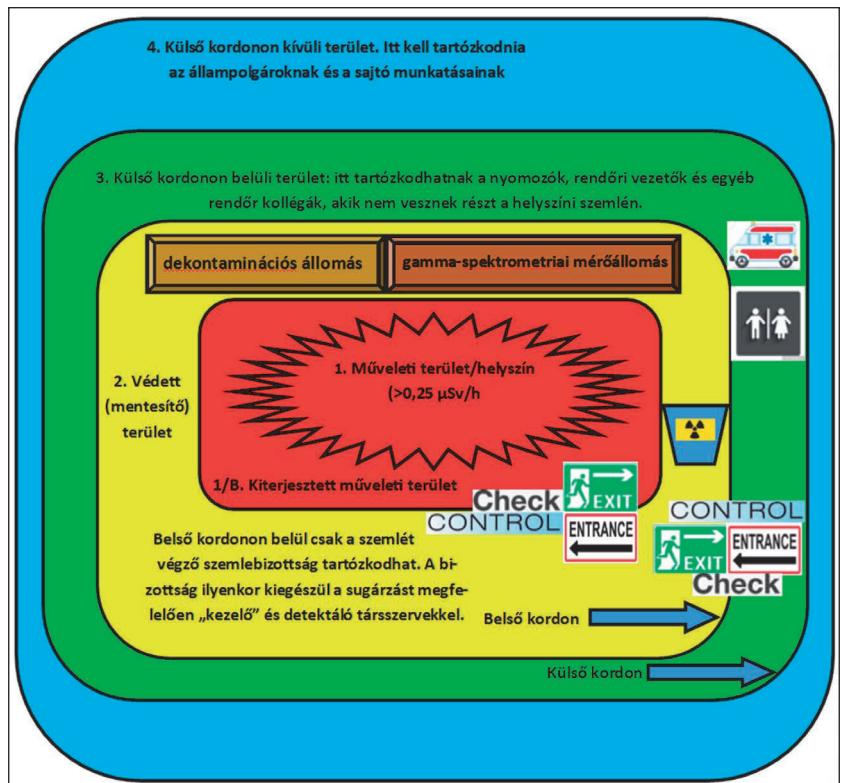 4. Külső kordonon kívüli terület. Itt kell tartózkodnia
az állampolgároknak és a sajtó munkatásainak
3. Külső kordonon belüli terület: itt tartózkodhatnak a nyomozók, rendőri vezetők és egyéb
rendőr kollégák, akik nem vesznek részt a helyszíni szemlén.
dekontaminációs állomás
gamma-spektrometriai mérőállomás
1. Műveleti terület/helyszín
(>0,25 µSv/h
2. Védett
(mentesítő)
terület
1/B. Kiterjesztett műveleti terület
Check
CONTROL
EXIT
ENTRANCE
CONTROL
EXIT
ENTRANCE
Check
Belső kordonon belül csak a szemlét
végző szemlebizottság tartózkodhat. A bi-
zottság ilyenkor kiegészül a sugárzást megfe-
lelően „kezelő” és detektáló társszervekkel.
Belső kordon
Külső kordon